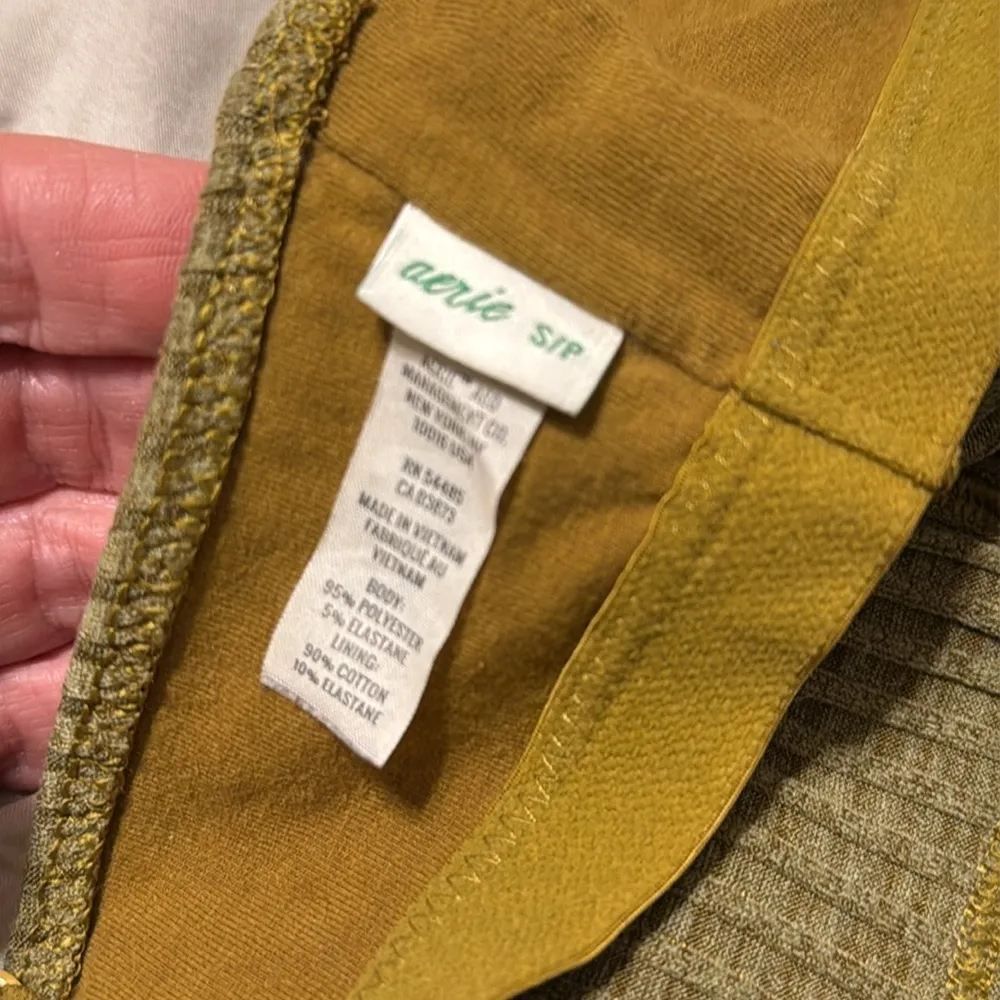 aerie S/P
MANAGEMENT CO.
NEW YORK, NY
10016 USA
RN 54485
CA 03673
MADE IN VIETNAM
FABRIQUE AU
VIETNAM
BODY:
95% POLYESTER
5% ELASTANE
LINING:
90% COTTON
10% ELASTANE